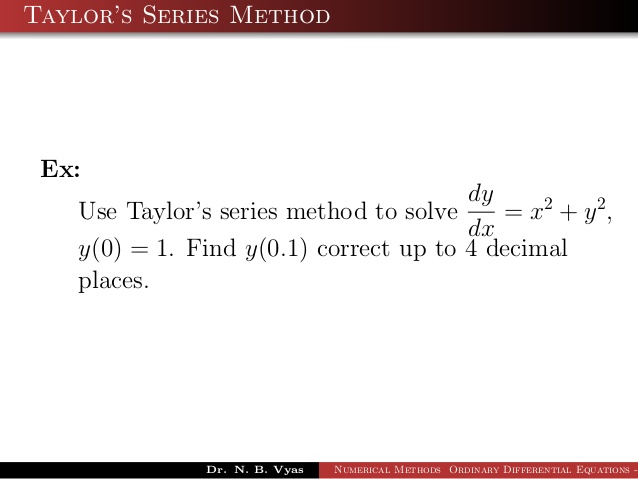 Taylor's Series Method
Ex:
Use Taylor's series method to solve dy/dx = x² + y²,
y(0) = 1. Find y(0.1) correct up to 4 decimal
places.
Dr. N. B. Vyas Numerical Methods Ordinary Differential Equations -